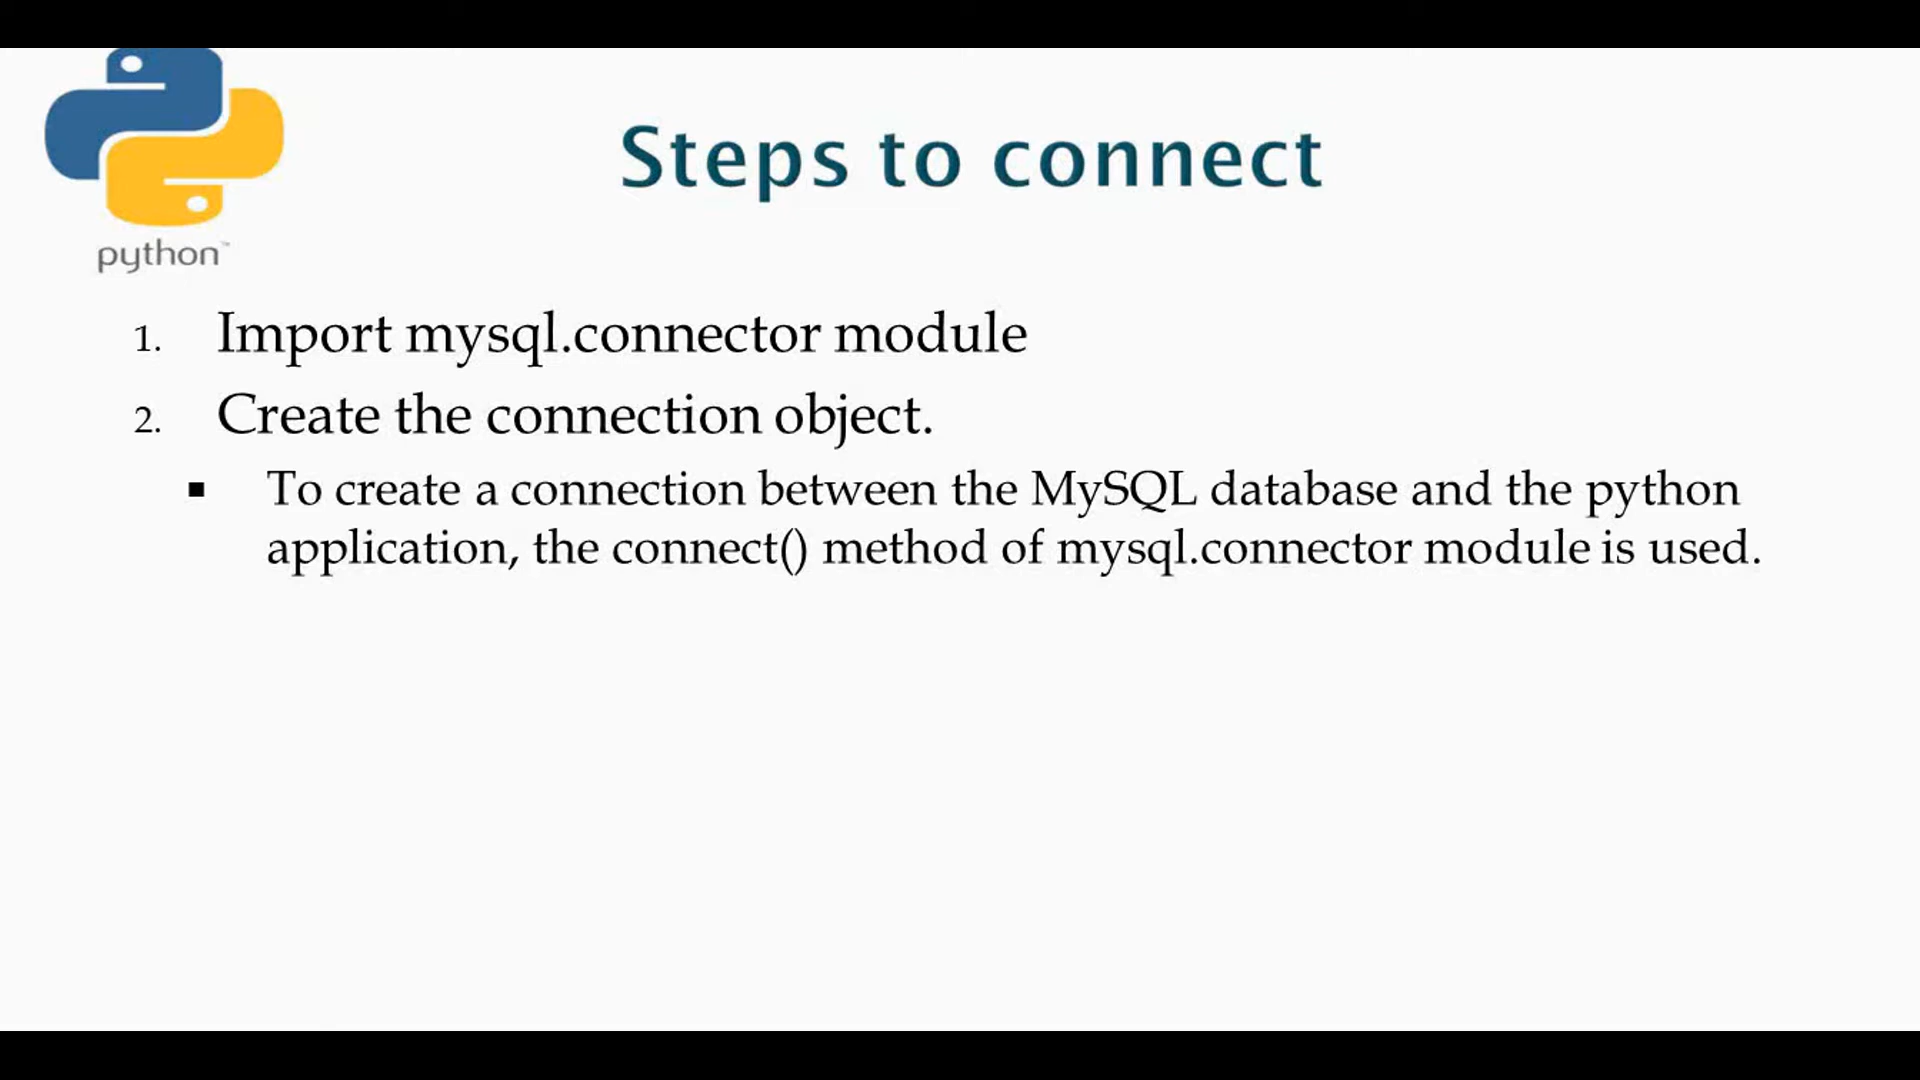 python™
Steps to connect
1. Import mysql.connector module
2. Create the connection object.
▪ To create a connection between the MySQL database and the python
application, the connect() method of mysql.connector module is used.